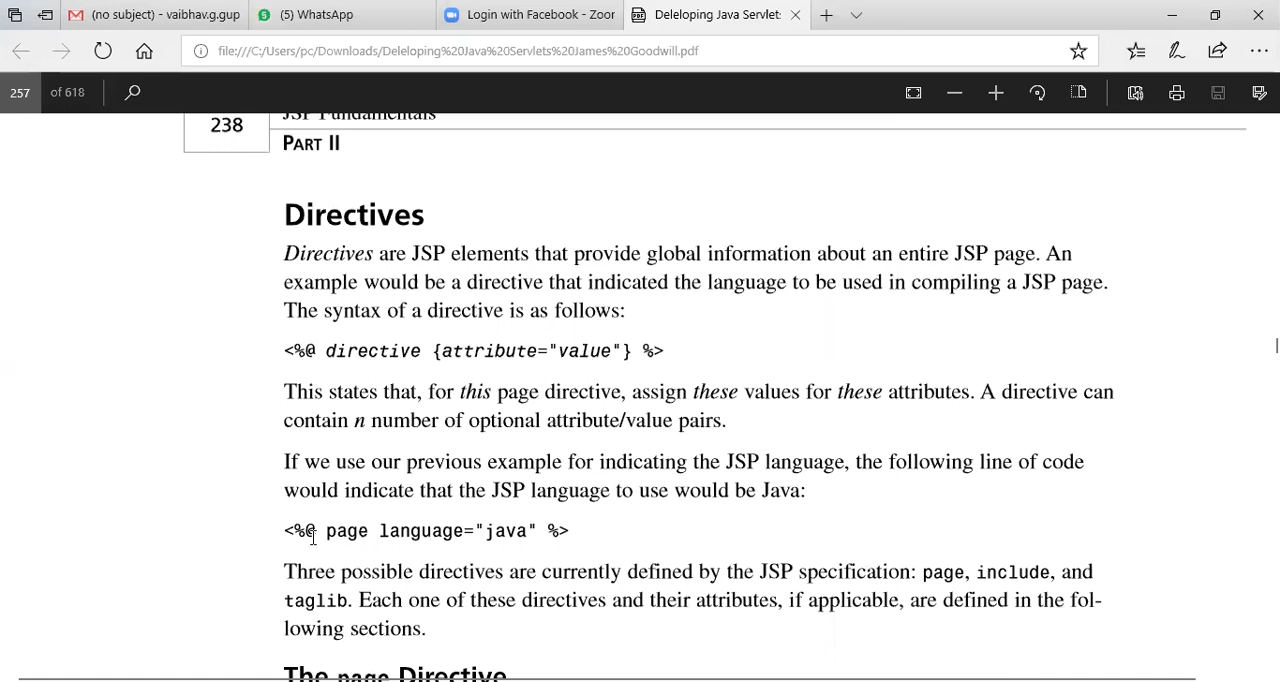 (no subject) - vaibhav.g.gup
(5) WhatsApp
Login with Facebook - Zoor
Deleloping Java Servlet:
file:///C:/Users/pc/Downloads/Deleloping%20Java%20Servlets%20James%20Goodwill.pdf
257 of 618
238
JSP Fundamentals
PART II
Directives
Directives are JSP elements that provide global information about an entire JSP page. An
example would be a directive that indicated the language to be used in compiling a JSP page.
The syntax of a directive is as follows:
<%@ directive {attribute="value"} %>
This states that, for this page directive, assign these values for these attributes. A directive can
contain n number of optional attribute/value pairs.
If we use our previous example for indicating the JSP language, the following line of code
would indicate that the JSP language to use would be Java:
<%@ page language="java" %>
Three possible directives are currently defined by the JSP specification: page, include, and
taglib. Each one of these directives and their attributes, if applicable, are defined in the fol-
lowing sections.
The page Directive